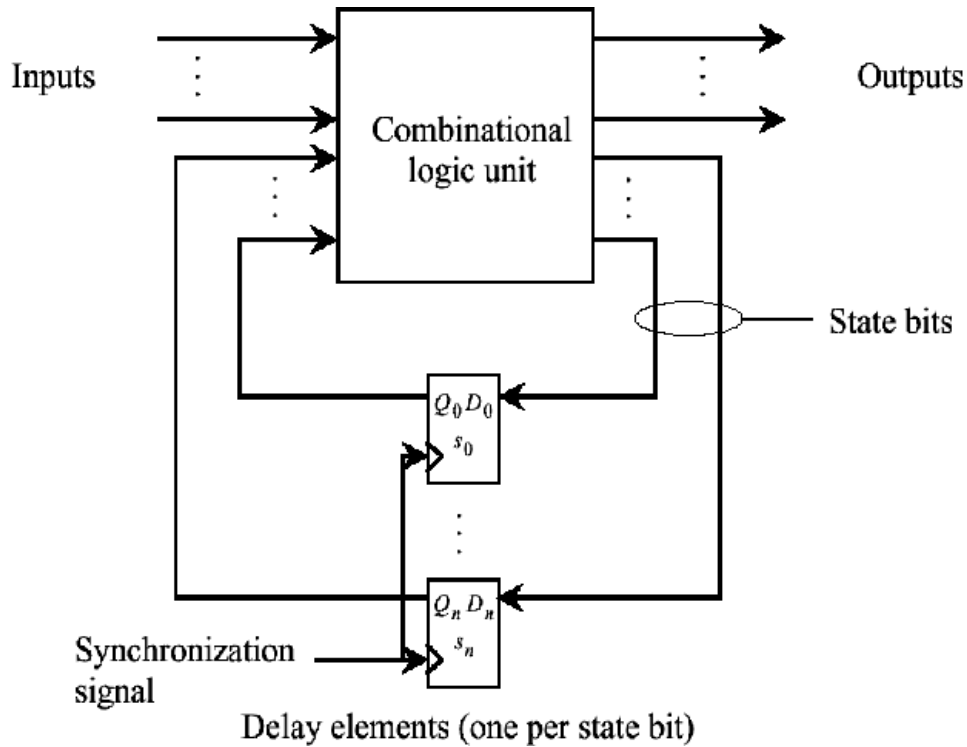 Inputs
Outputs
Combinational
logic unit
State bits
Q0 D0
s0
Qn Dn
sn
Synchronization
signal
Delay elements (one per state bit)